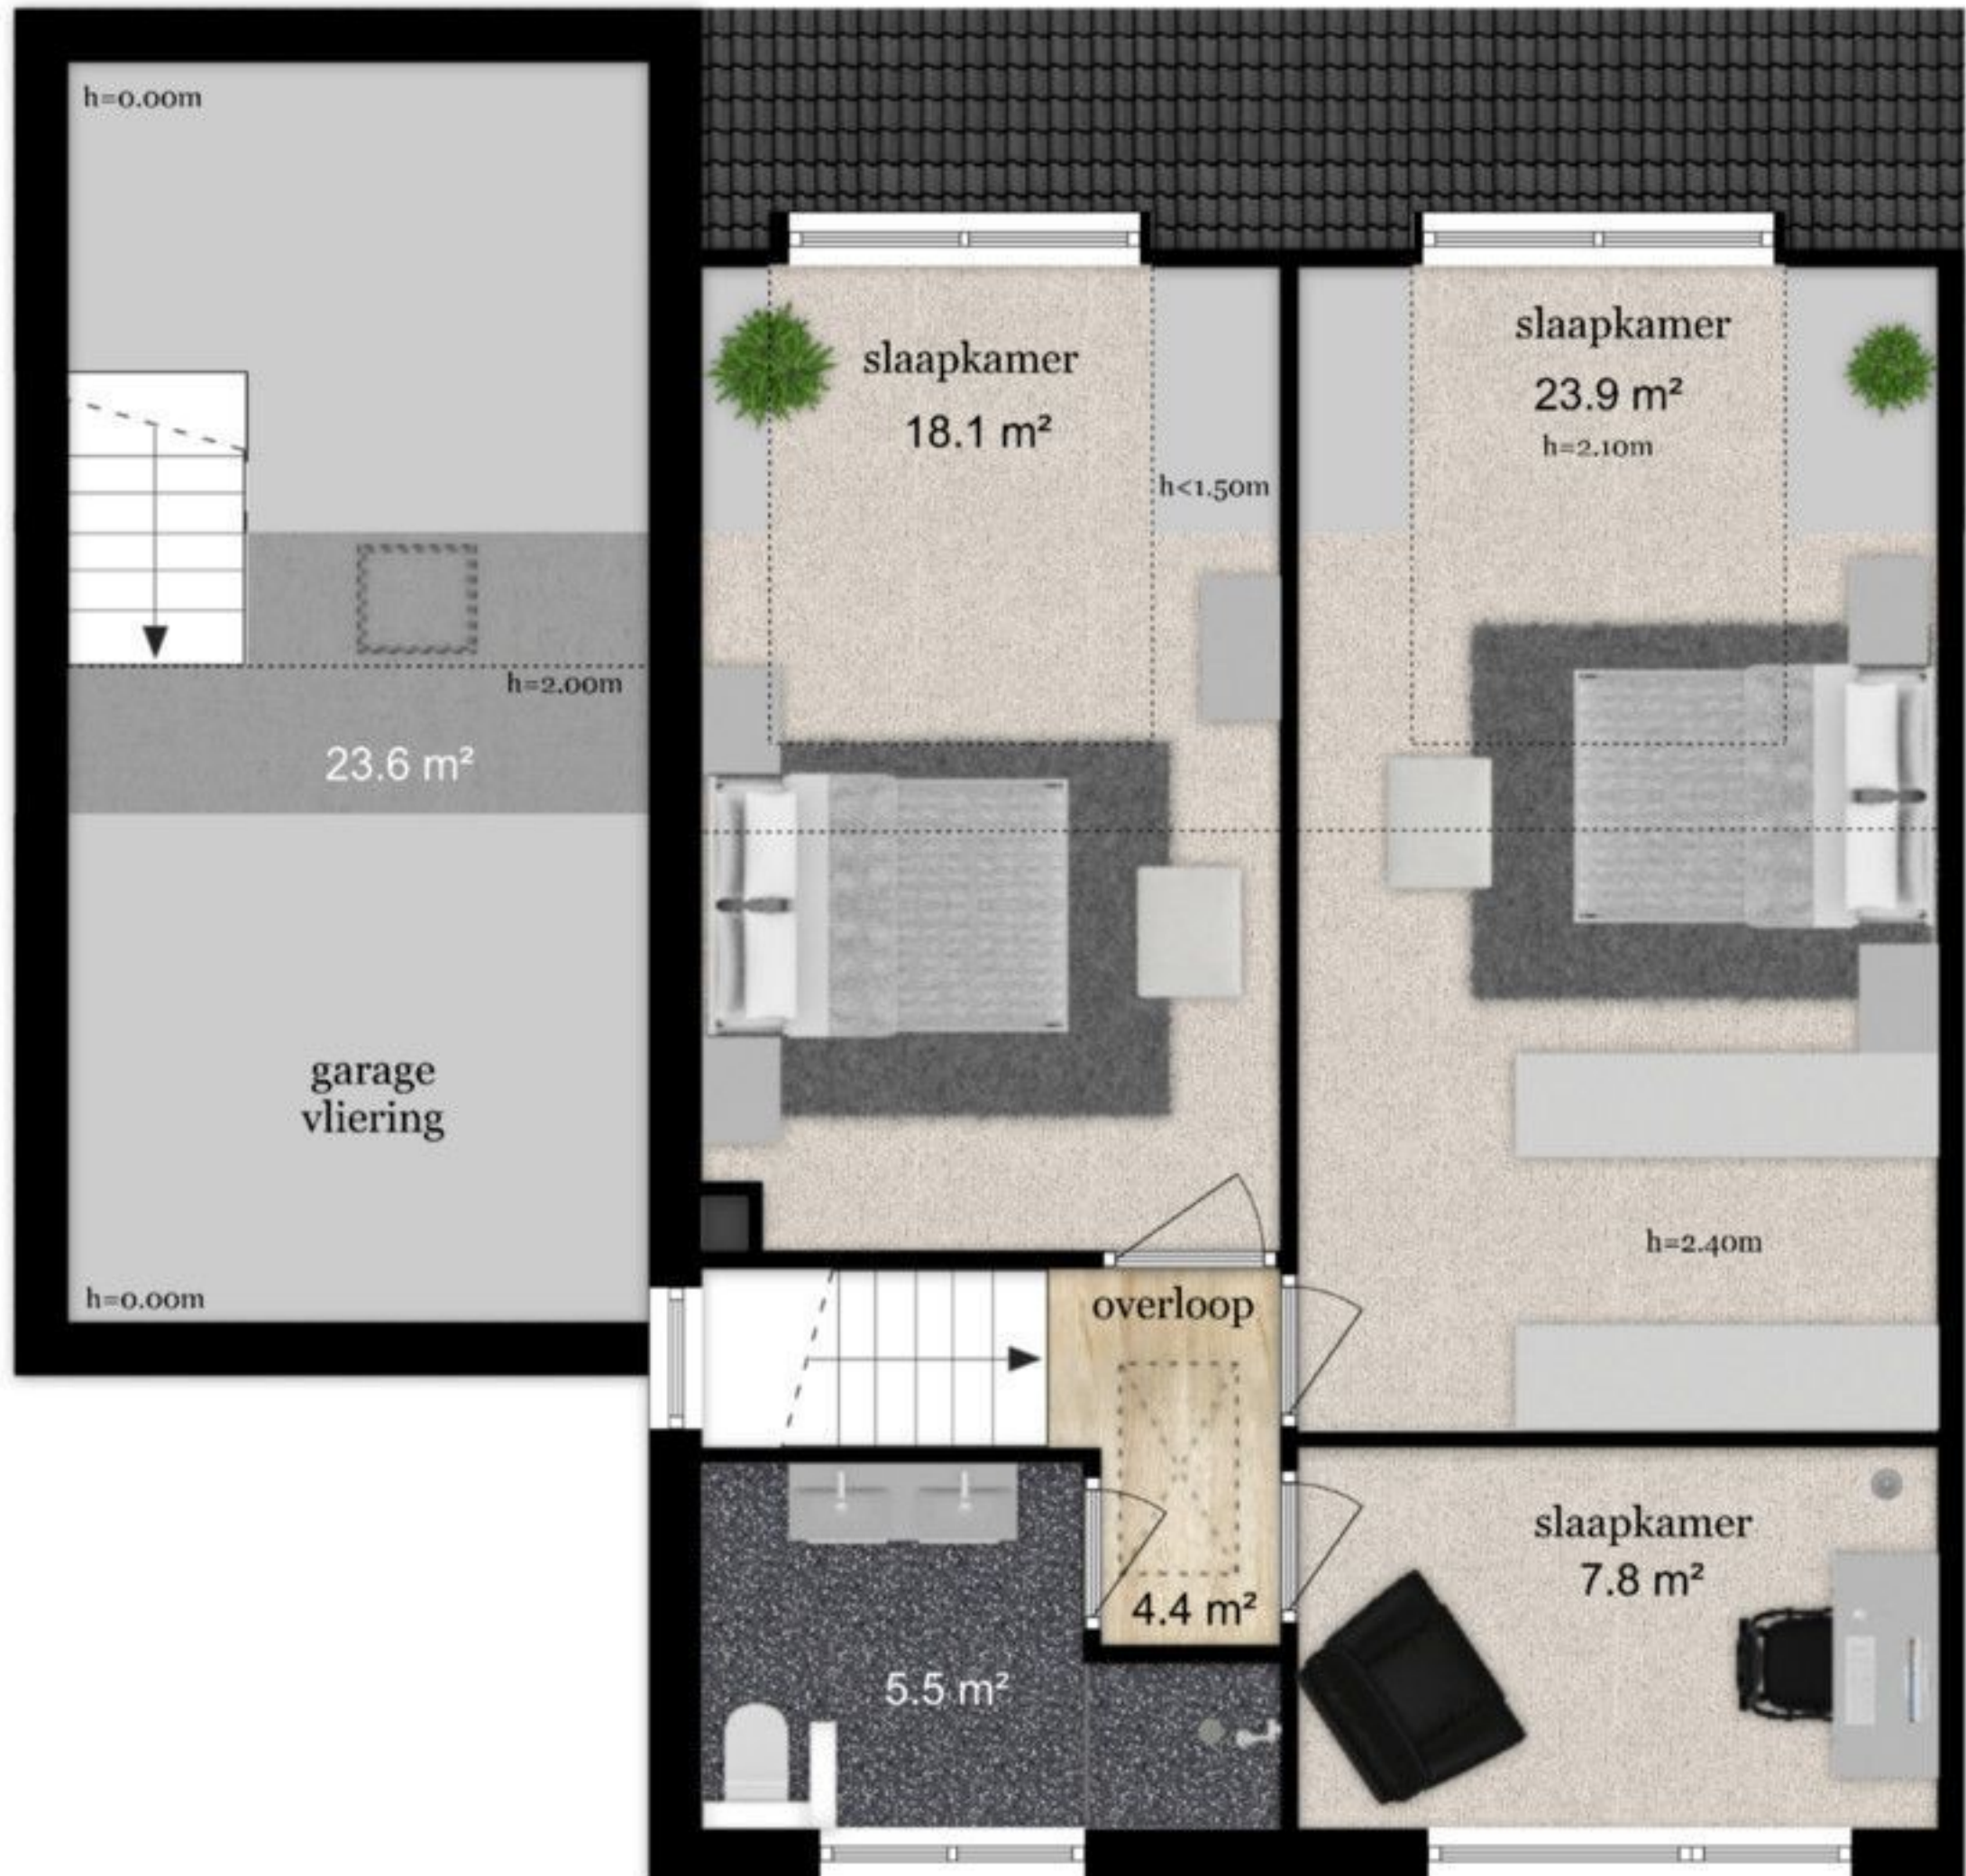 h=0.00m
h=2.00m
23.6 m²
garage
vliering
h=0.00m
slaapkamer
18.1 m²
h<1.50m
slaapkamer
23.9 m²
h=2.10m
h=2.40m
overloop
4.4 m²
5.5 m²
slaapkamer
7.8 m²